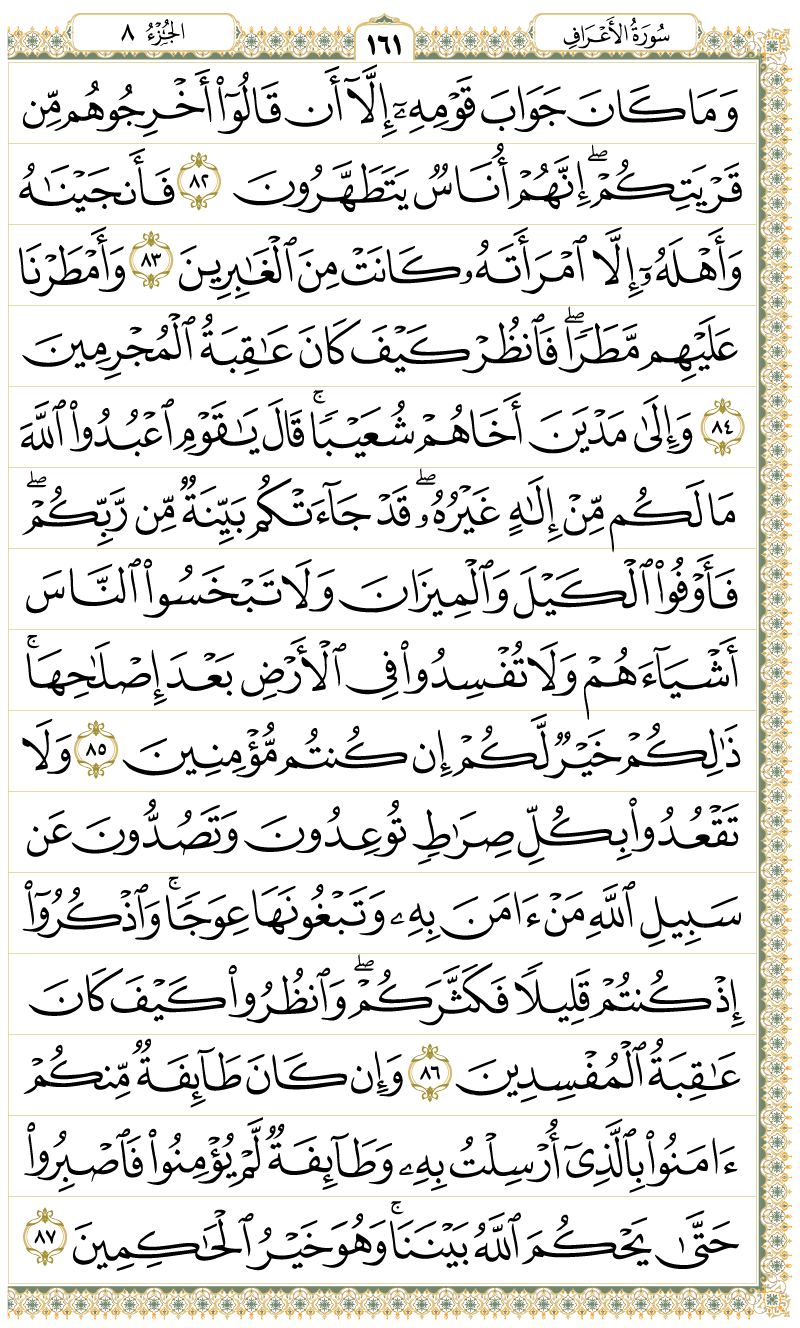 سُورَةُ الأَعْرَافِ
١٦١
الجُزْءُ ٨
وَمَا كَانَ جَوَابَ قَوْمِهِۦٓ إِلَّآ أَن قَالُوٓا۟ أَخْرِجُوهُم مِّن
قَرْيَتِكُمْ ۖ إِنَّهُمْ أُنَاسٌ يَتَطَهَّرُونَ ٨٢ فَأَنجَيْنَٰهُ
وَأَهْلَهُۥٓ إِلَّا ٱمْرَأَتَهُۥ كَانَتْ مِنَ ٱلْغَٰبِرِينَ ٨٣ وَأَمْطَرْنَا
عَلَيْهِم مَّطَرًا ۖ فَٱنظُرْ كَيْفَ كَانَ عَٰقِبَةُ ٱلْمُجْرِمِينَ
٨٤ وَإِلَىٰ مَدْيَنَ أَخَاهُمْ شُعَيْبًا ۗ قَالَ يَٰقَوْمِ ٱعْبُدُوا۟ ٱللَّهَ
مَا لَكُم مِّنْ إِلَٰهٍ غَيْرُهُۥ ۖ قَدْ جَآءَتْكُم بَيِّنَةٌ مِّن رَّبِّكُمْ ۖ
فَأَوْفُوا۟ ٱلْكَيْلَ وَٱلْمِيزَانَ وَلَا تَبْخَسُوا۟ ٱلنَّاسَ
أَشْيَآءَهُمْ وَلَا تُفْسِدُوا۟ فِى ٱلْأَرْضِ بَعْدَ إِصْلَٰحِهَا ۚ
ذَٰلِكُمْ خَيْرٌ لَّكُمْ إِن كُنتُم مُّؤْمِنِينَ ٨٥ وَلَا
تَقْعُدُوا۟ بِكُلِّ صِرَٰطٍ تُوعِدُونَ وَتَصُدُّونَ عَن
سَبِيلِ ٱللَّهِ مَنْ ءَامَنَ بِهِۦ وَتَبْغُونَهَا عِوَجًا ۚ وَٱذْكُرُوٓا۟
إِذْ كُنتُمْ قَلِيلًا فَكَثَّرَكُمْ ۖ وَٱنظُرُوا۟ كَيْفَ كَانَ
عَٰقِبَةُ ٱلْمُفْسِدِينَ ٨٦ وَإِن كَانَ طَآئِفَةٌ مِّنكُمْ
ءَامَنُوا۟ بِٱلَّذِىٓ أُرْسِلْتُ بِهِۦ وَطَآئِفَةٌ لَّمْ يُؤْمِنُوا۟ فَٱصْبِرُوا۟
حَتَّىٰ يَحْكُمَ ٱللَّهُ بَيْنَنَا ۚ وَهُوَ خَيْرُ ٱلْحَٰكِمِينَ ٨٧